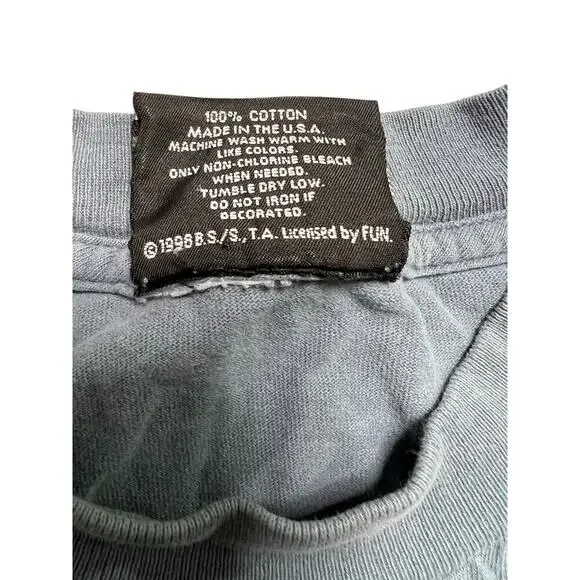 100% COTTON
MADE IN THE U.S.A.
MACHINE WASH WARM WITH
LIKE COLORS.
ONLY NON-CHLORINE BLEACH
WHEN NEEDED.
TUMBLE DRY LOW.
DO NOT IRON IF
DECORATED.
©1998 B.S./S., T.A. Licensed by FUN.